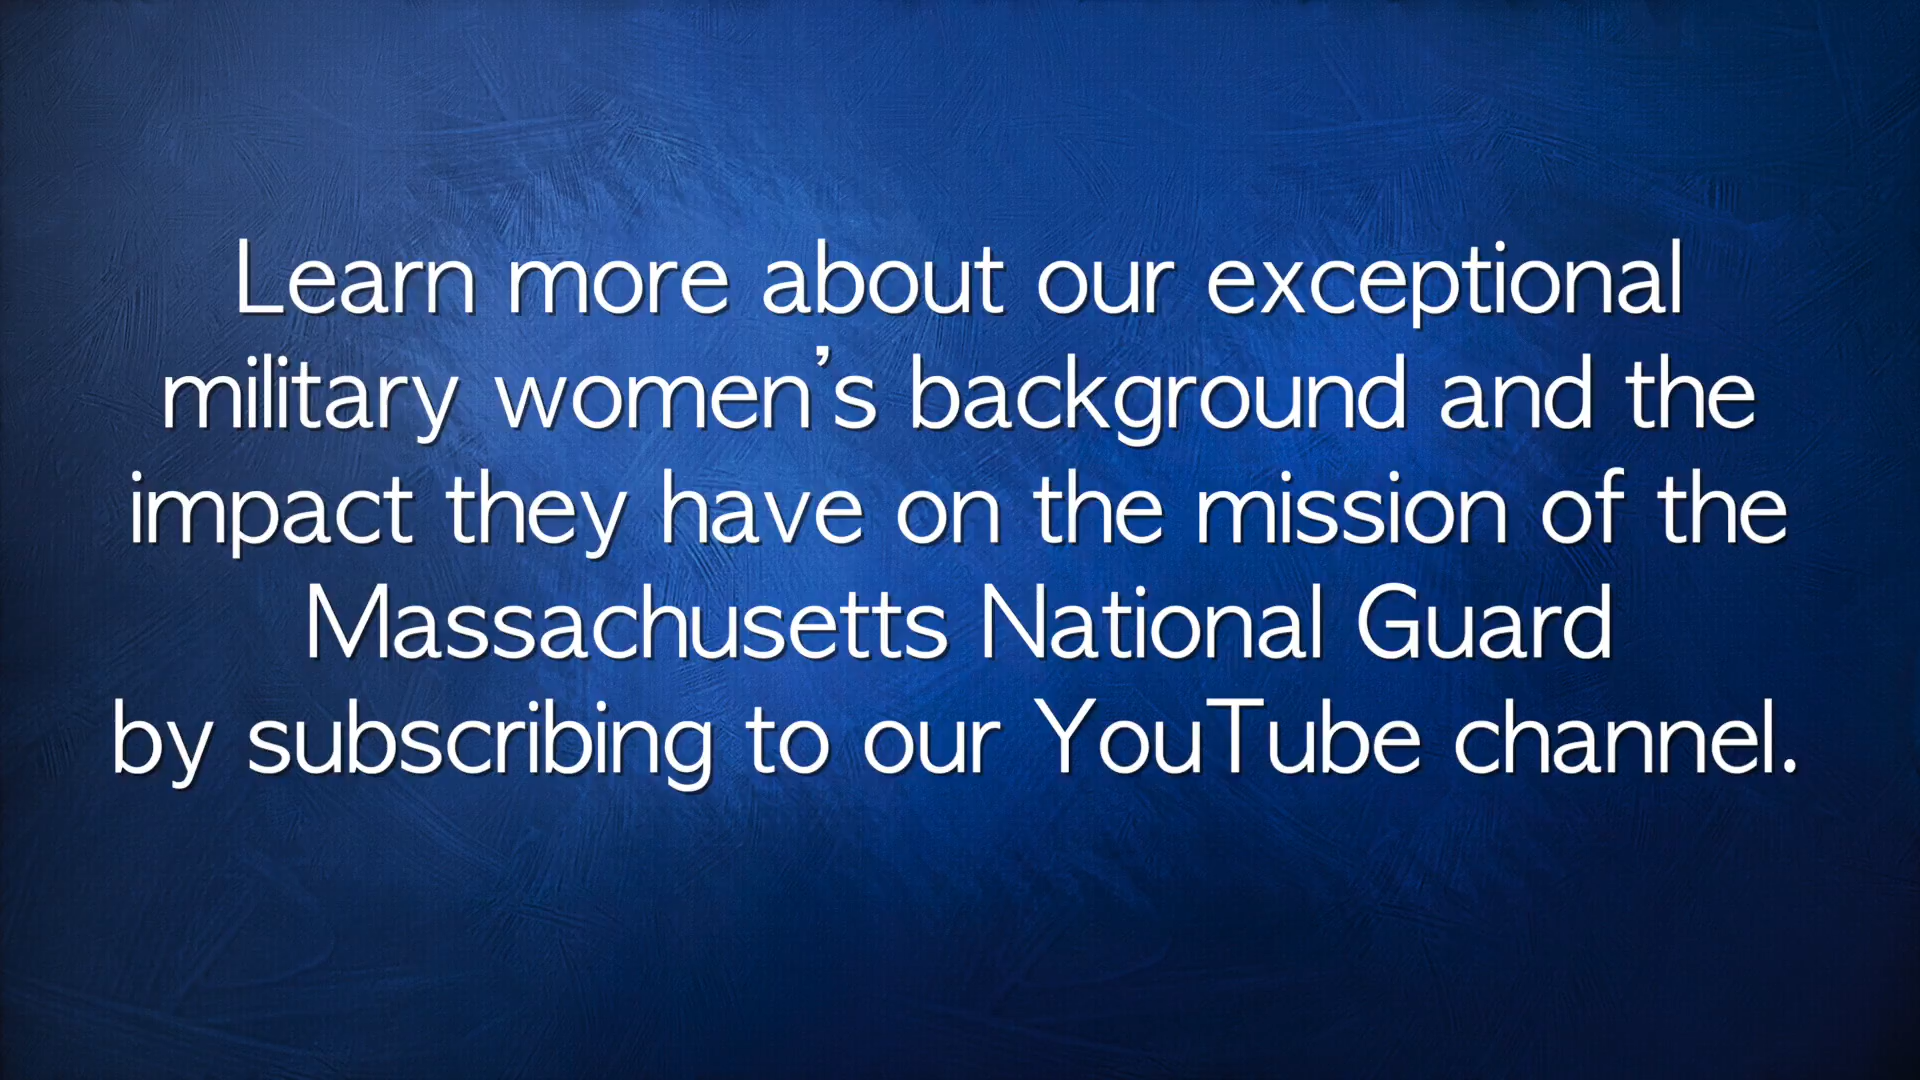 Learn more about our exceptional
military women’s background and the
impact they have on the mission of the
Massachusetts National Guard
by subscribing to our YouTube channel.